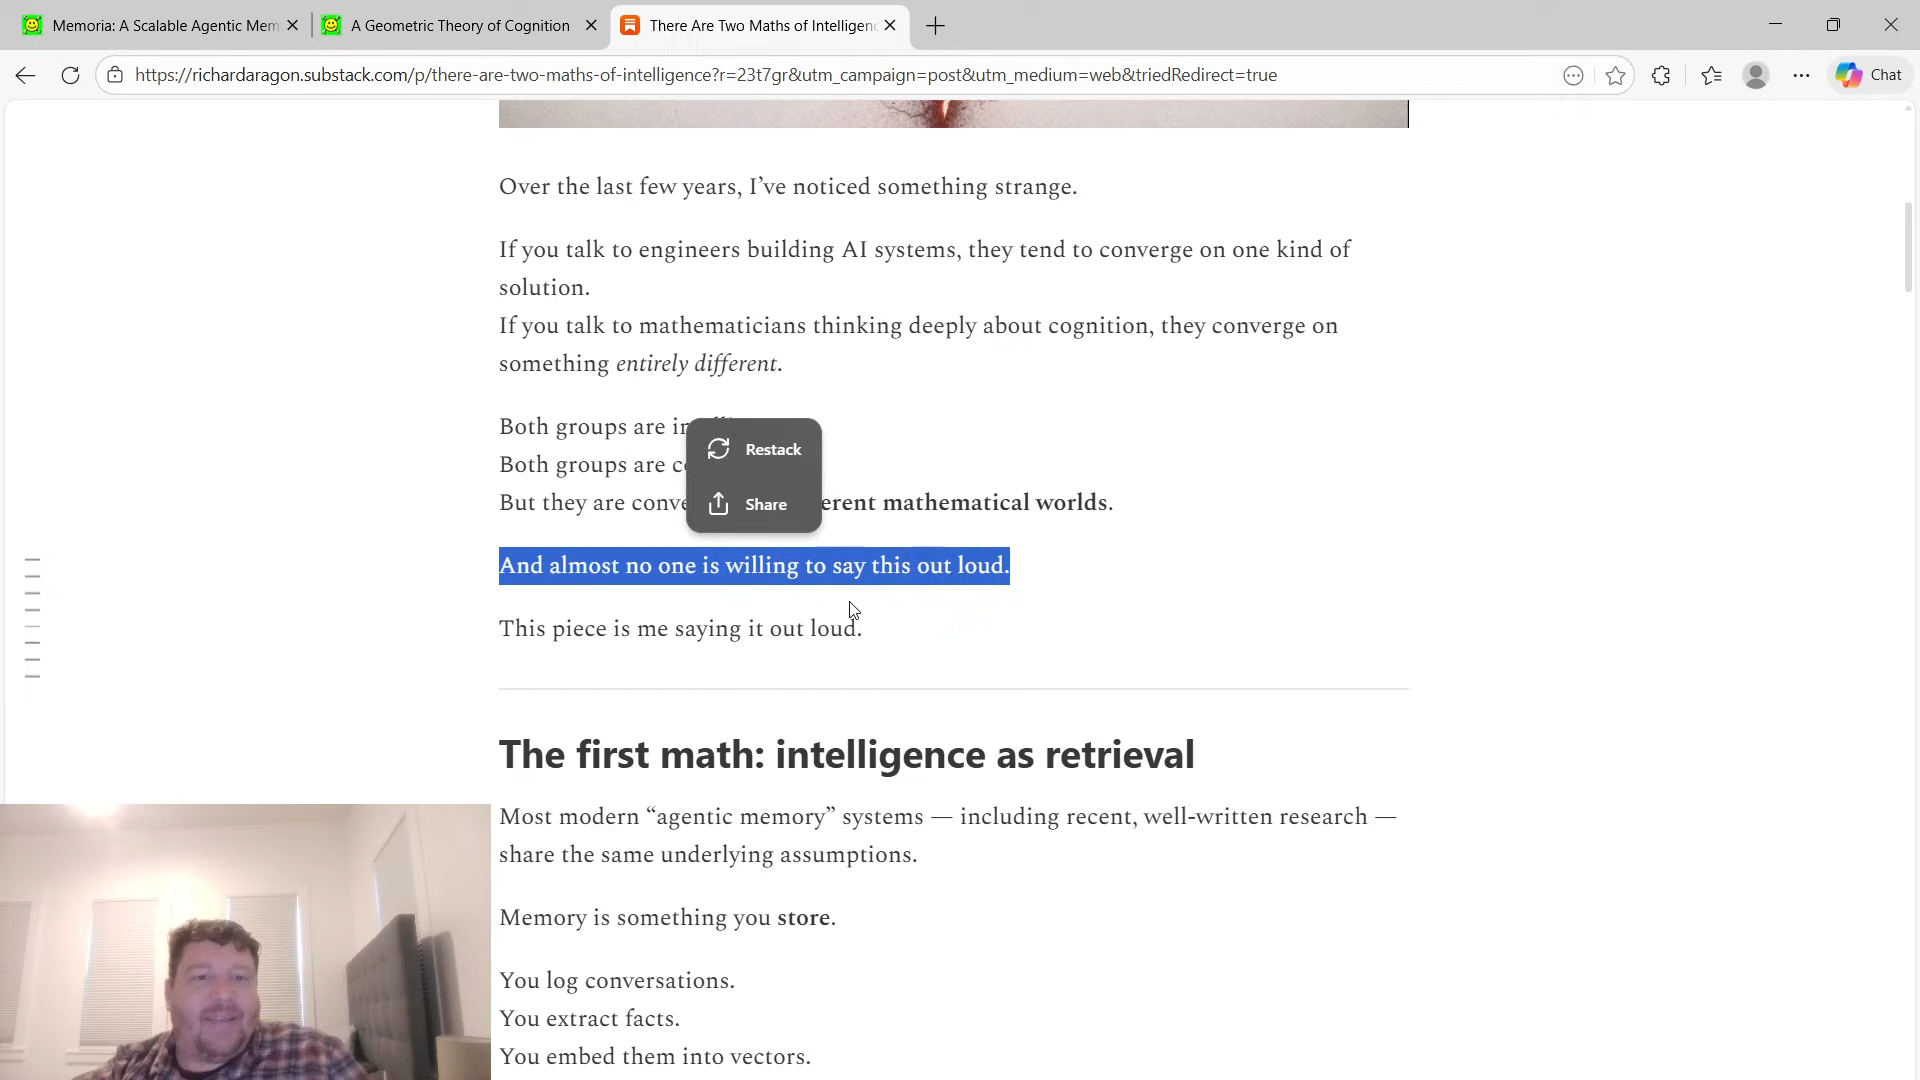 Memoria: A Scalable Agentic Mem
A Geometric Theory of Cognition
There Are Two Maths of Intelligenc
https://richardaragon.substack.com/p/there-are-two-maths-of-intelligence?r=23t7gr&utm_campaign=post&utm_medium=web&triedRedirect=true
Chat
Over the last few years, I’ve noticed something strange.
If you talk to engineers building AI systems, they tend to converge on one kind of
solution.
If you talk to mathematicians thinking deeply about cognition, they converge on
something entirely different.
Both groups are in
Restack
Both groups are c
But they are conve
Share
erent mathematical worlds.
And almost no one is willing to say this out loud.
This piece is me saying it out loud.
The first math: intelligence as retrieval
Most modern “agentic memory” systems — including recent, well-written research —
share the same underlying assumptions.
Memory is something you store.
You log conversations.
You extract facts.
You embed them into vectors.